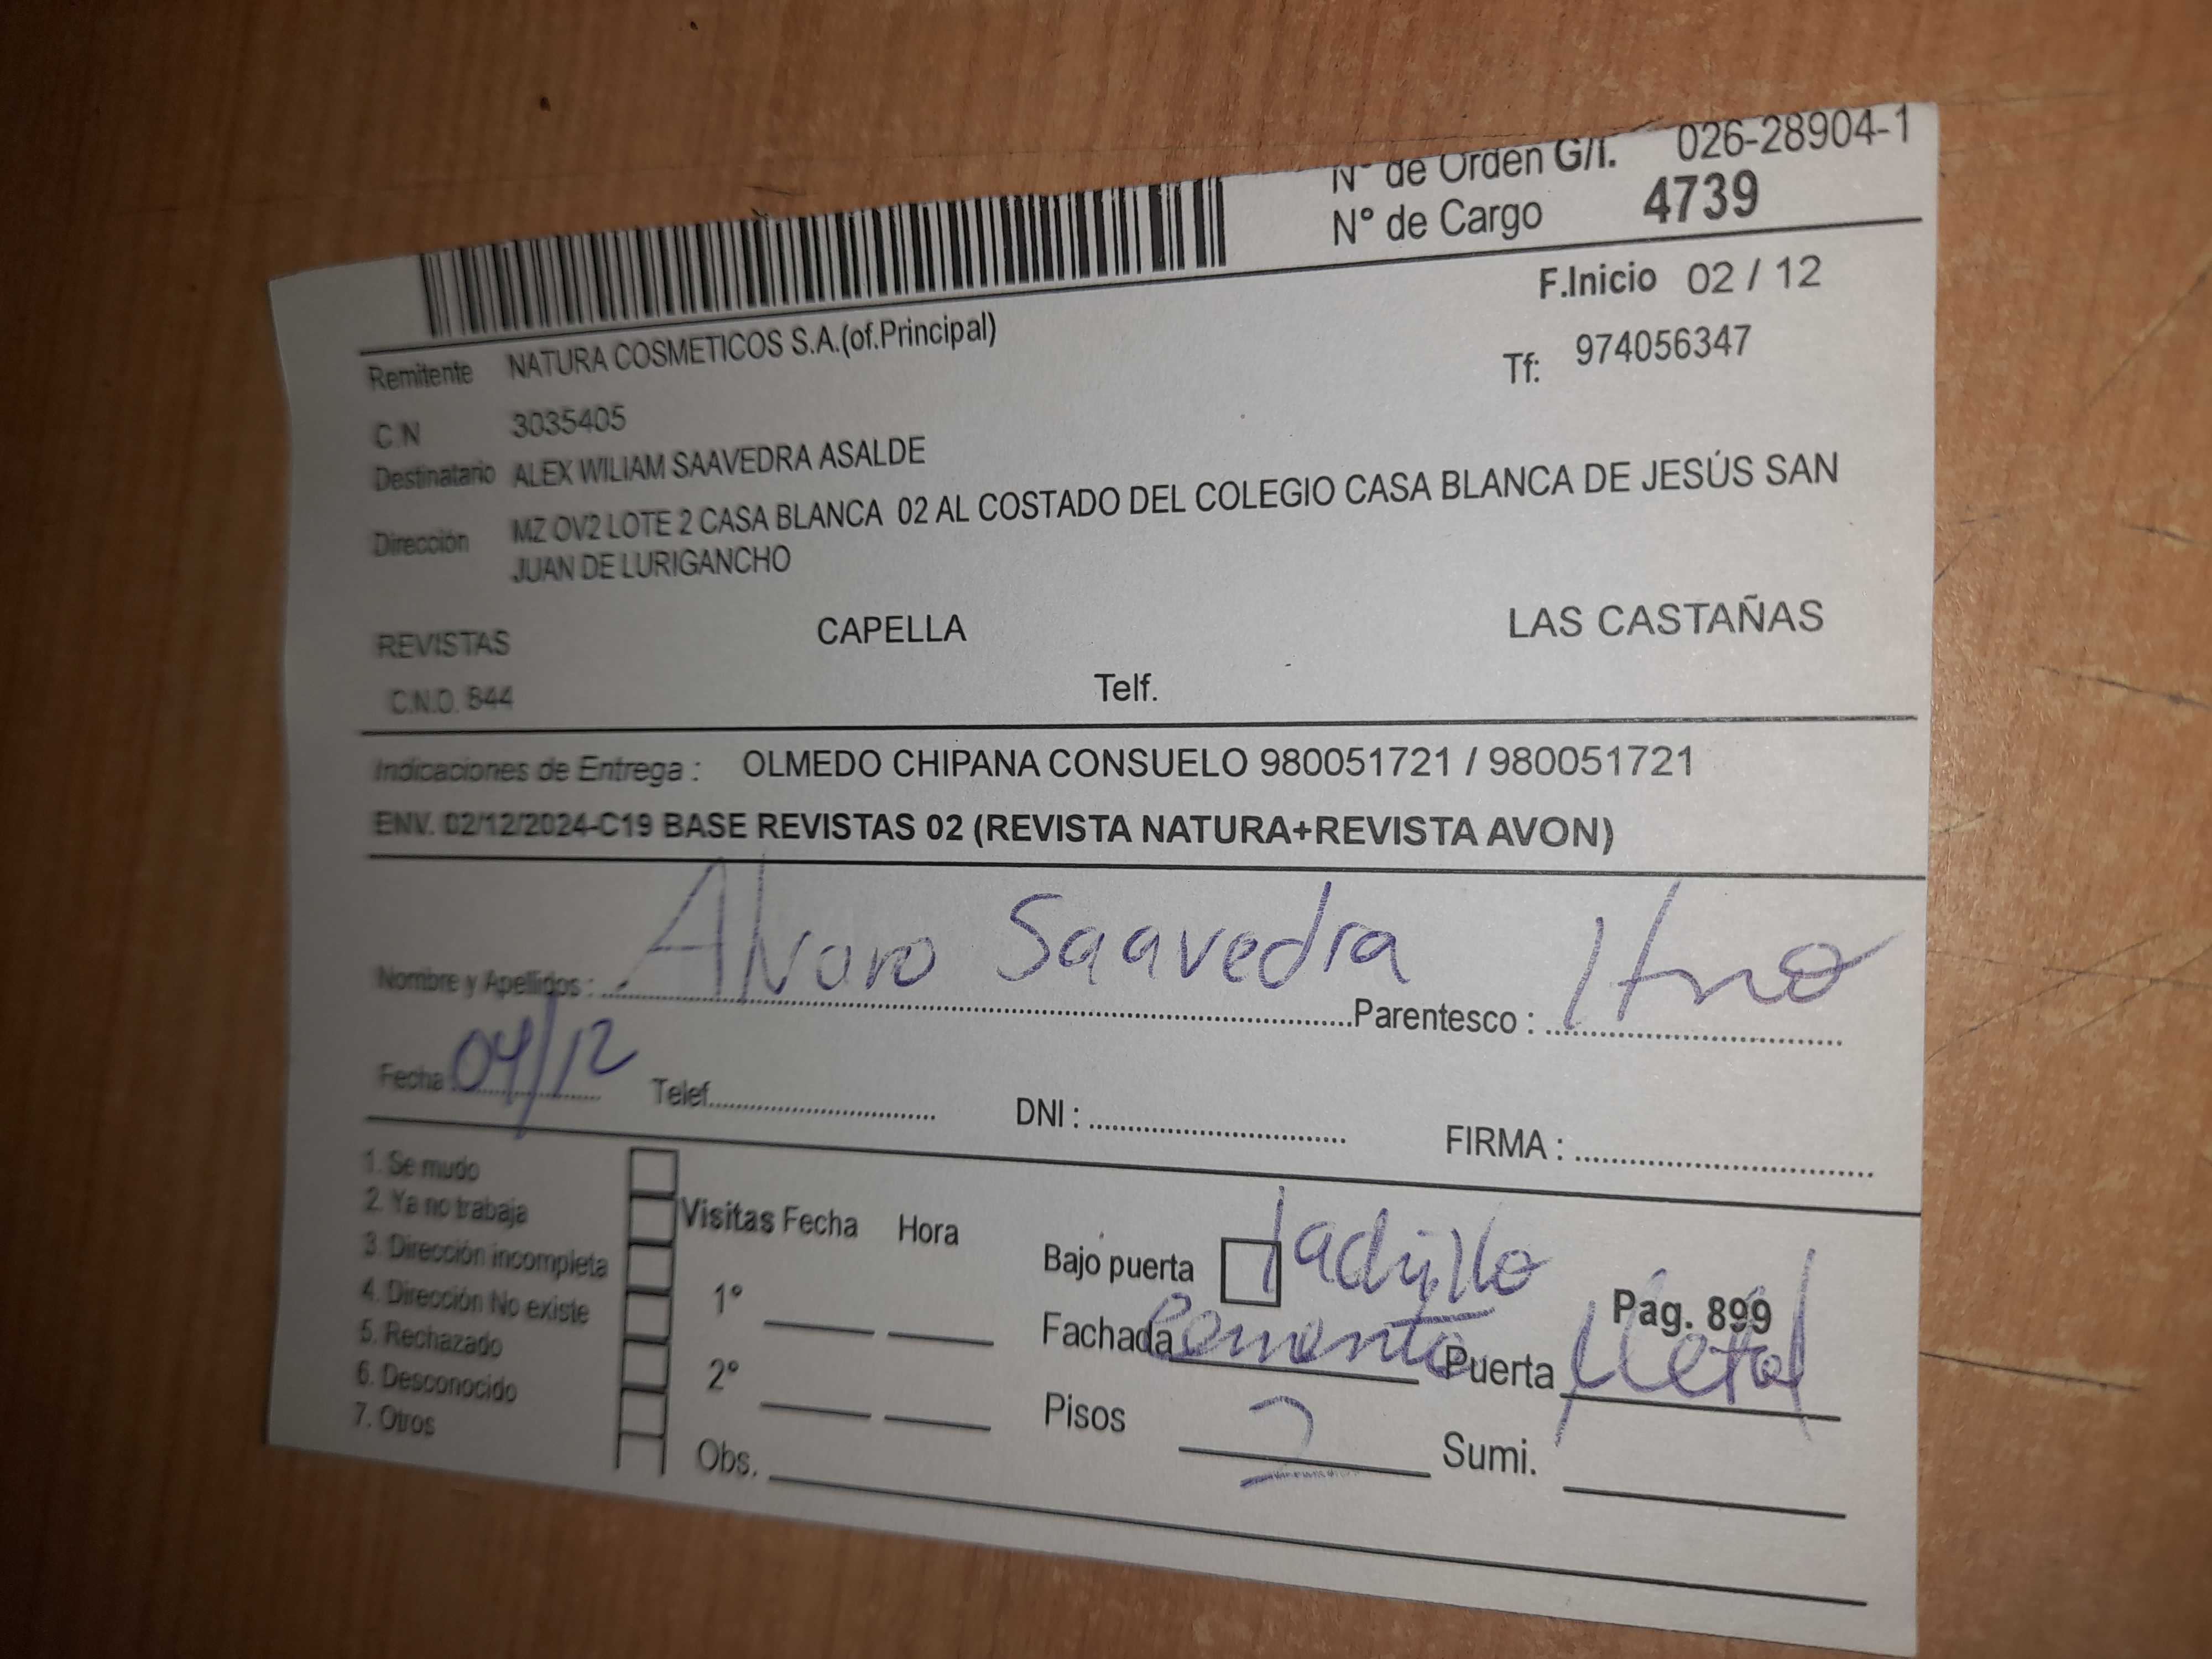 N° de Orden G/I. 026-28904-1
N° de Cargo 4739
F.Inicio 02 / 12
Remitente NATURA COSMETICOS S.A.(of.Principal)
Tf: 974056347
C.N 3035405
Destinatario ALEX WILIAM SAAVEDRA ASALDE
Dirección MZ OV2 LOTE 2 CASA BLANCA 02 AL COSTADO DEL COLEGIO CASA BLANCA DE JESÚS SAN
JUAN DE LURIGANCHO
REVISTAS CAPELLA LAS CASTAÑAS
C.N.O. 844 Telf.
Indicaciones de Entrega : OLMEDO CHIPANA CONSUELO 980051721 / 980051721
ENV. 02/12/2024-C19 BASE REVISTAS 02 (REVISTA NATURA+REVISTA AVON)
Nombre y Apellidos : Alvaro Saavedra Parentesco : Hno
Fecha 04/12 Telef. DNI : FIRMA :
1. Se mudo
2. Ya no trabaja
3. Dirección incompleta
4. Dirección No existe
5. Rechazado
6. Desconocido
7. Otros
Visitas Fecha Hora
1°
2°
Obs.
Bajo puerta ladrillo
Pág. 899
Fachada Cemento Puerta Metal
Pisos 2 Sumi.